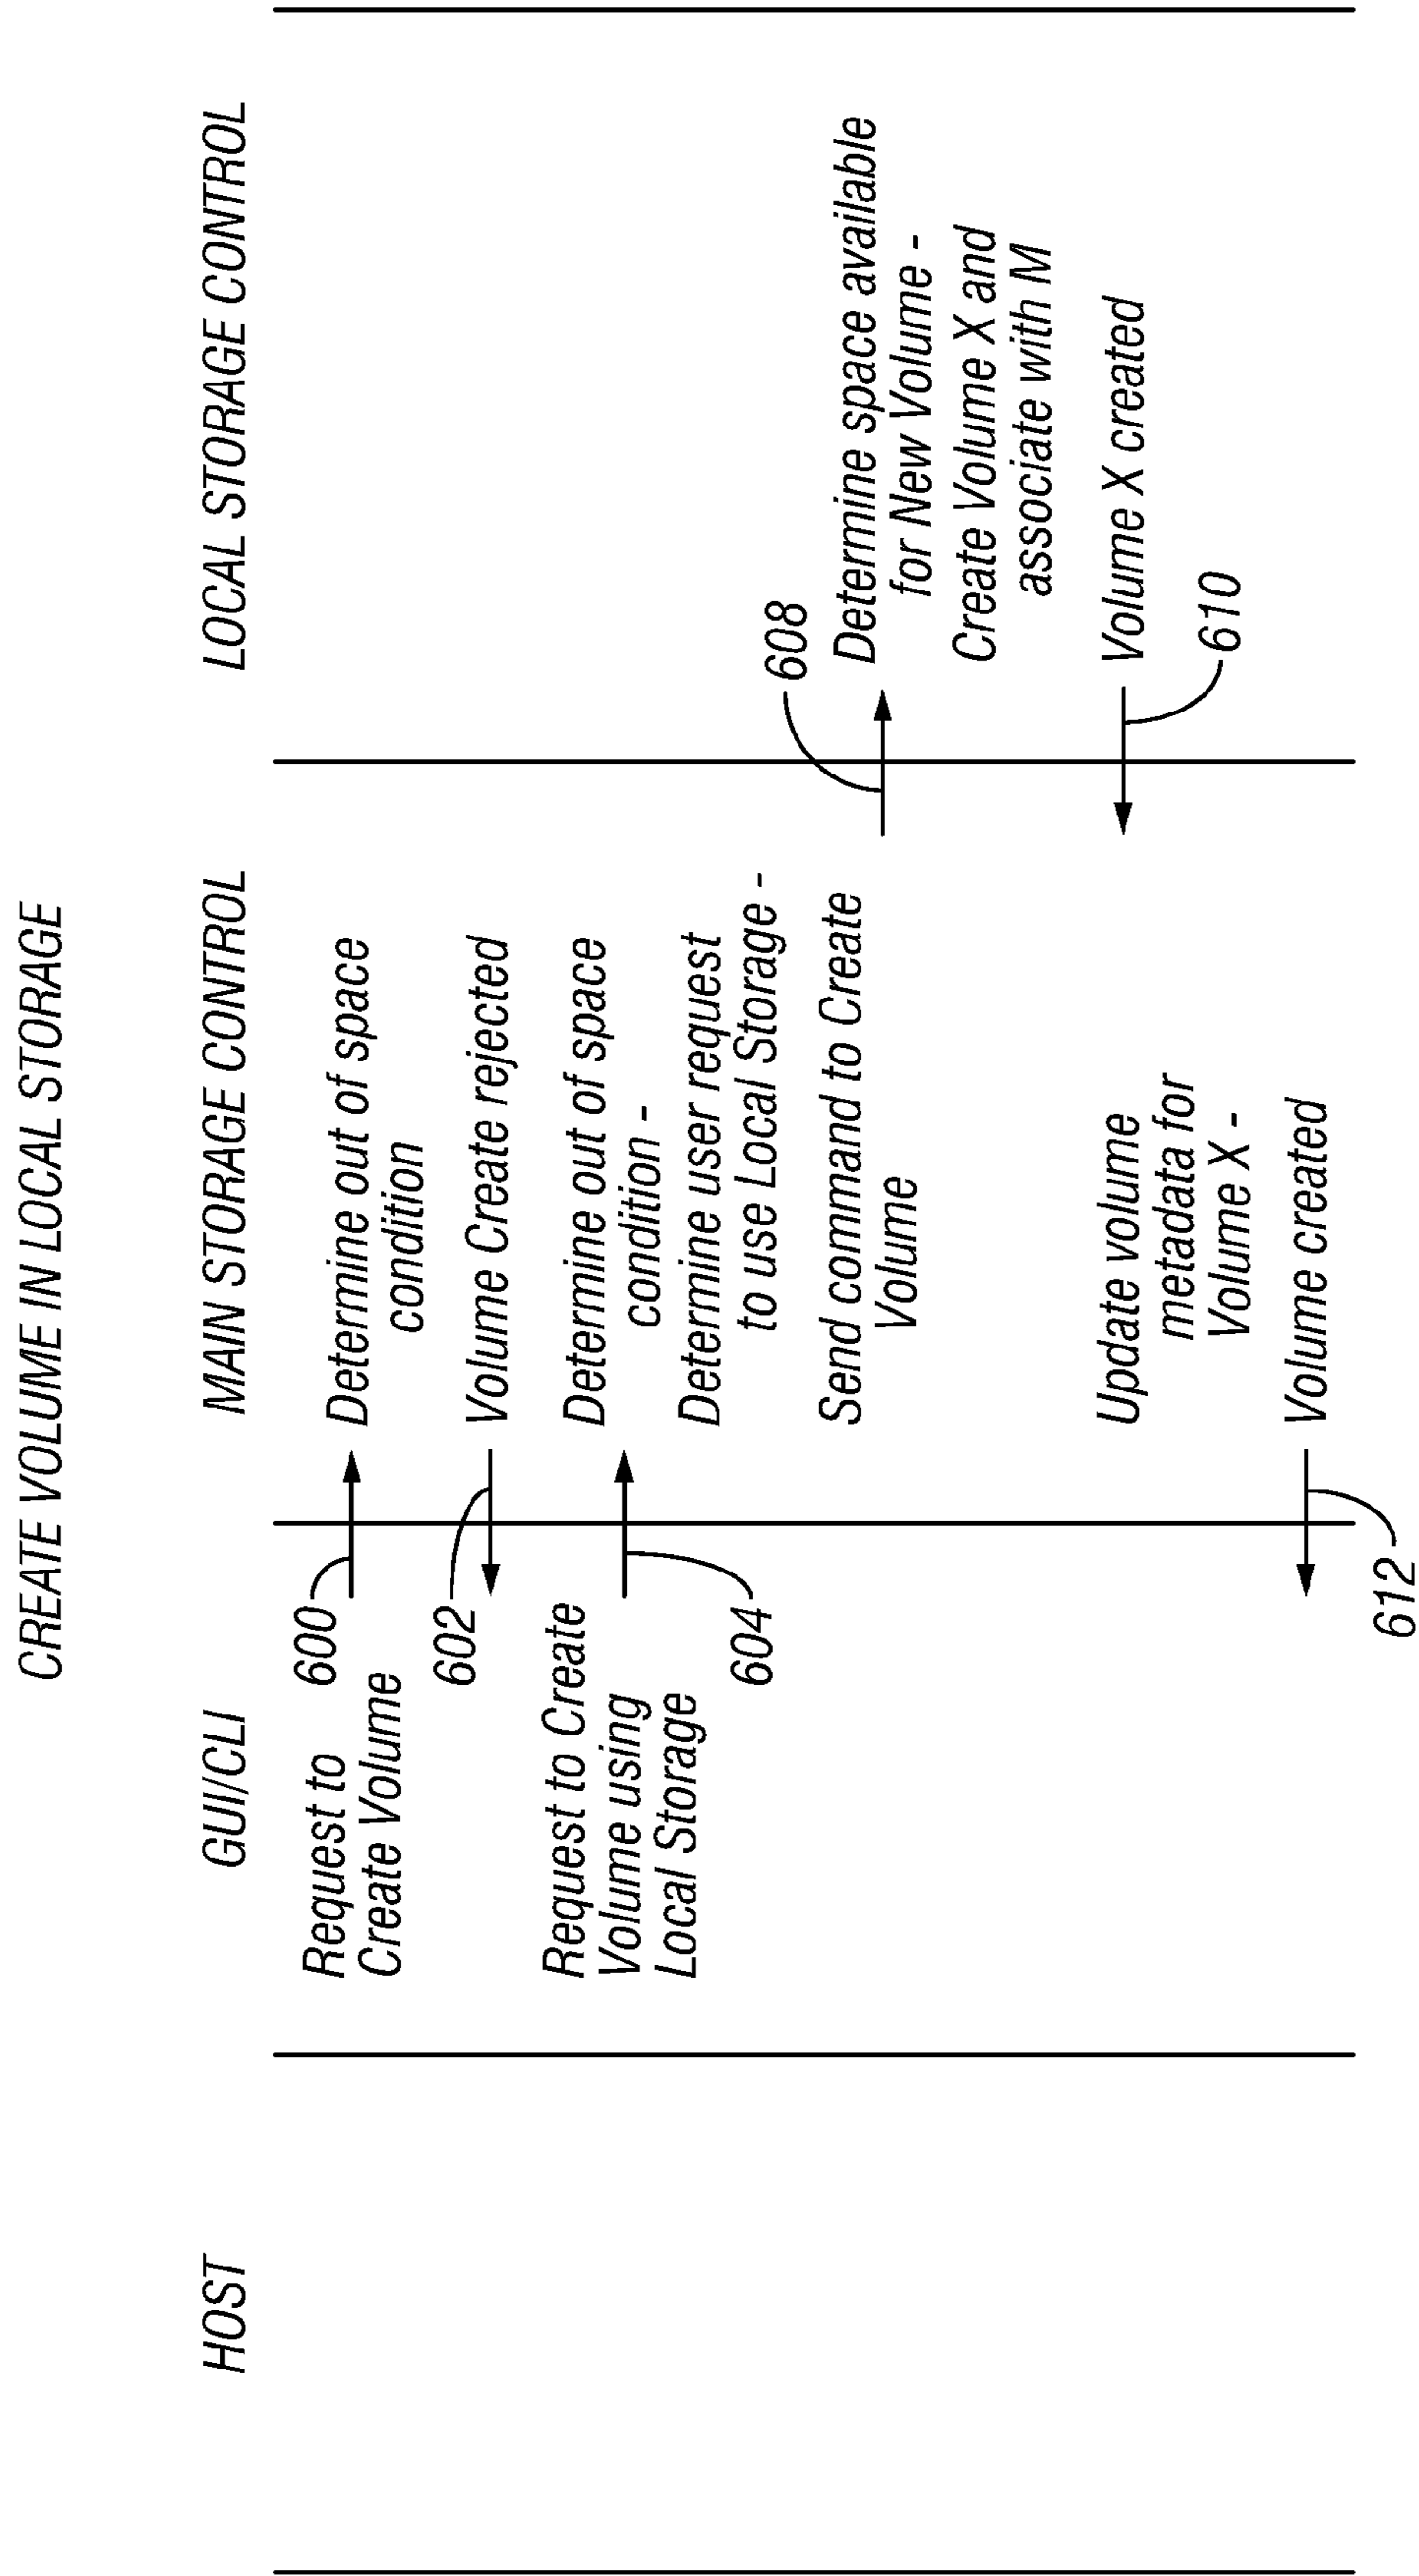 CREATE VOLUME IN LOCAL STORAGE
HOST
GUI/CLI
MAIN STORAGE CONTROL
LOCAL STORAGE CONTROL
Request to
Create Volume
600
Determine out of space
condition
602
Volume Create rejected
Request to Create
Volume using
Local Storage
604
Determine out of space
condition -
Determine user request
to use Local Storage -
Send command to Create
Volume
608
Determine space available
for New Volume -
Create Volume X and
associate with M
Volume X created
610
Update volume
metadata for
Volume X -
Volume created
612